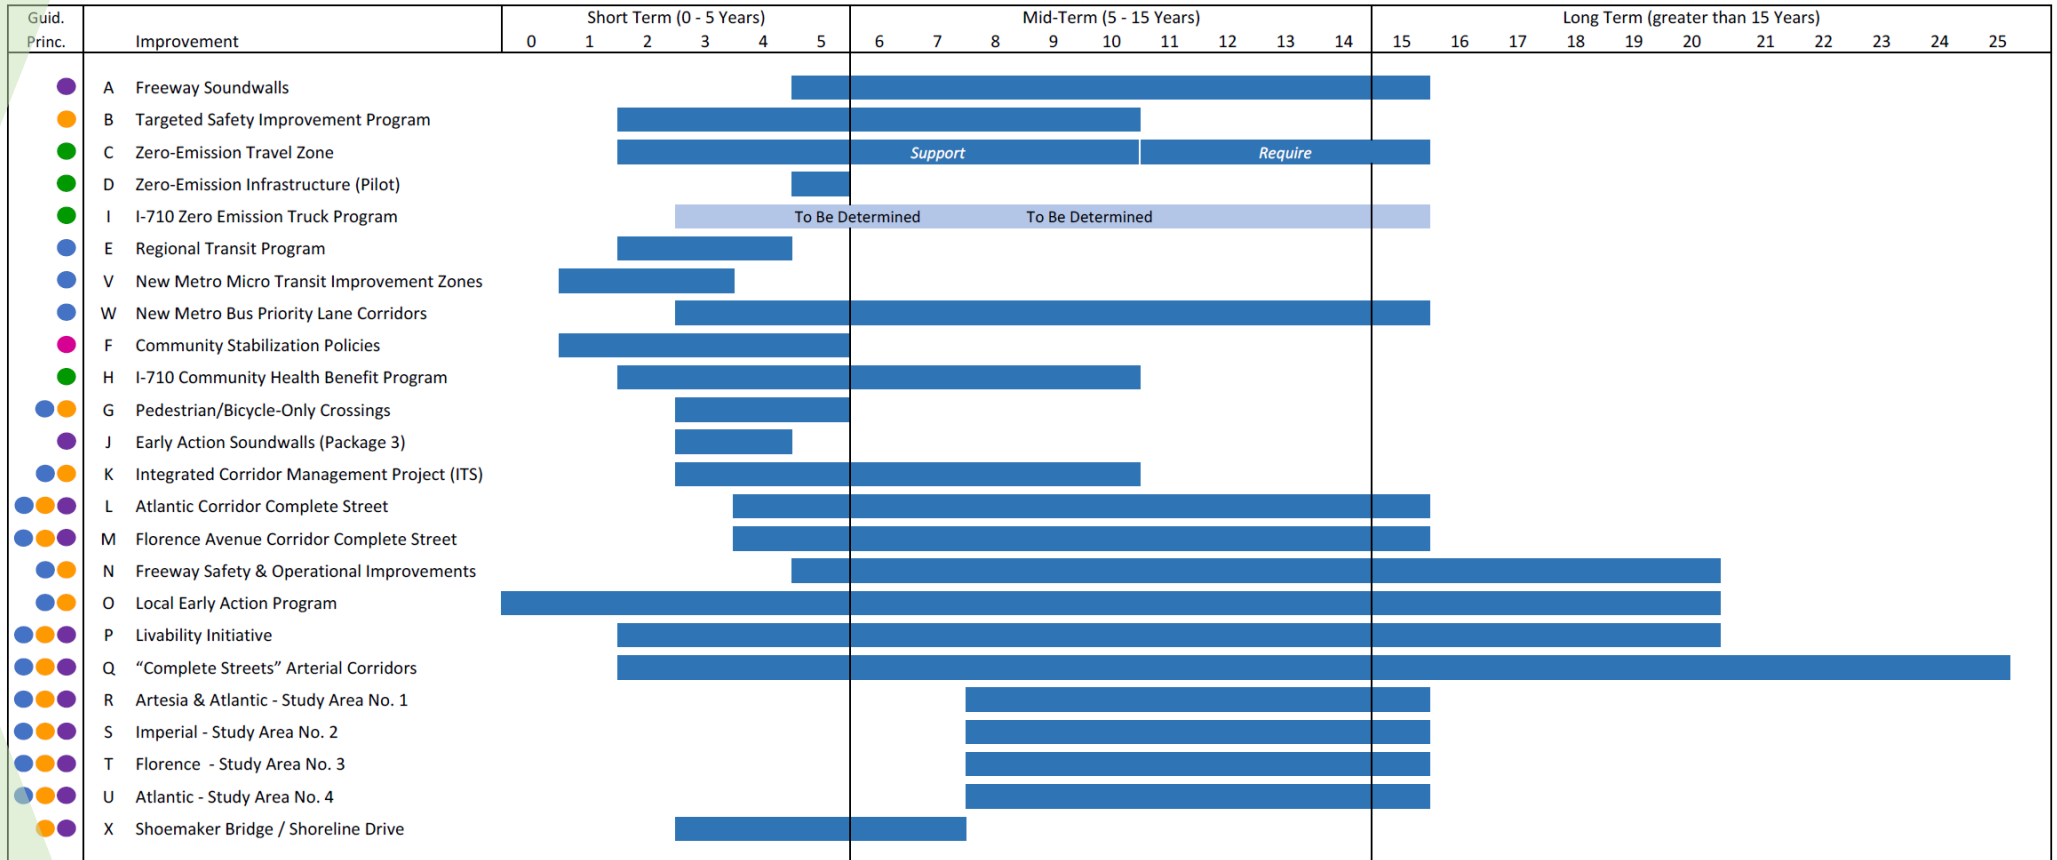 Guid. Short Term (0 - 5 Years) Mid-Term (5 - 15 Years) Long Term (greater than 15 Years)
Princ. Improvement 0 1 2 3 4 5 6 7 8 9 10 11 12 13 14 15 16 17 18 19 20 21 22 23 24 25
A Freeway Soundwalls
B Targeted Safety Improvement Program
C Zero-Emission Travel Zone Support Require
D Zero-Emission Infrastructure (Pilot)
I I-710 Zero Emission Truck Program To Be Determined To Be Determined
E Regional Transit Program
V New Metro Micro Transit Improvement Zones
W New Metro Bus Priority Lane Corridors
F Community Stabilization Policies
H I-710 Community Health Benefit Program
G Pedestrian/Bicycle-Only Crossings
J Early Action Soundwalls (Package 3)
K Integrated Corridor Management Project (ITS)
L Atlantic Corridor Complete Street
M Florence Avenue Corridor Complete Street
N Freeway Safety & Operational Improvements
O Local Early Action Program
P Livability Initiative
Q “Complete Streets” Arterial Corridors
R Artesia & Atlantic - Study Area No. 1
S Imperial - Study Area No. 2
T Florence - Study Area No. 3
U Atlantic - Study Area No. 4
X Shoemaker Bridge / Shoreline Drive